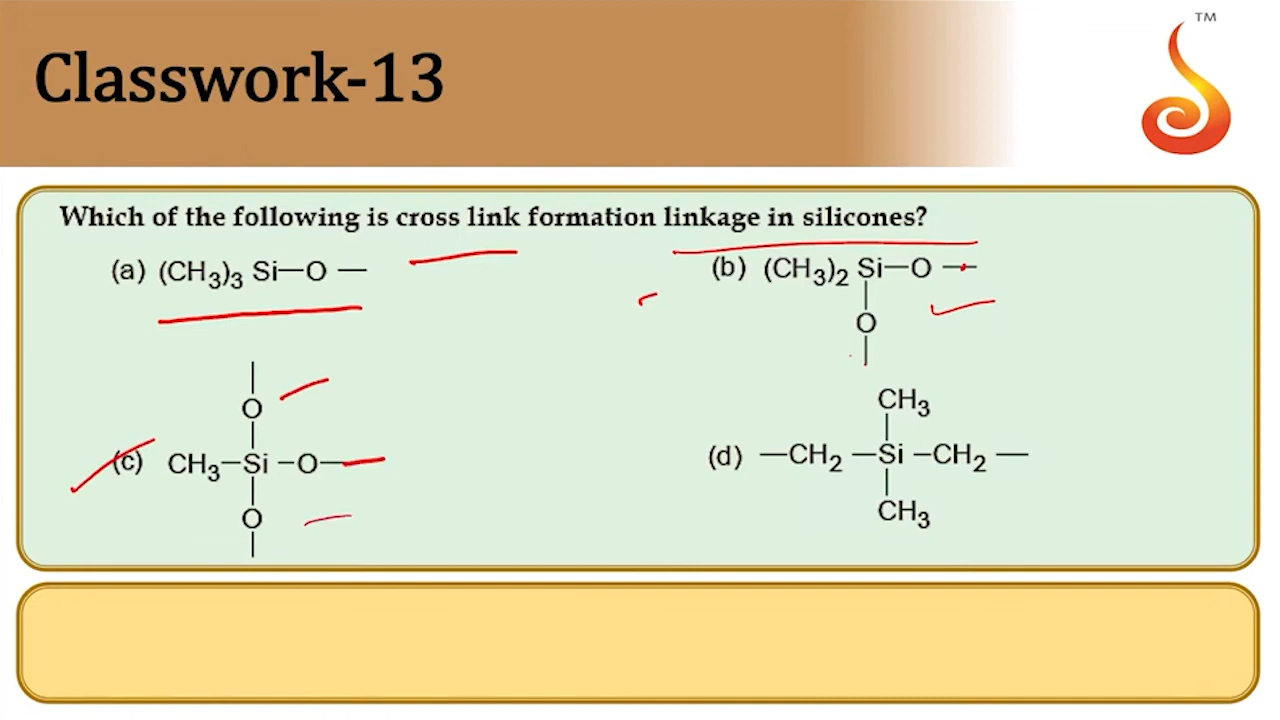 Classwork-13
TM
Which of the following is cross link formation linkage in silicones?
(a) (CH3)3 Si—O —
(b) (CH3)2 Si—O —
|
O
|
|
O
|
(c) CH3–Si –O–
|
O
|
CH3
|
(d) —CH2 —Si –CH2 —
|
CH3